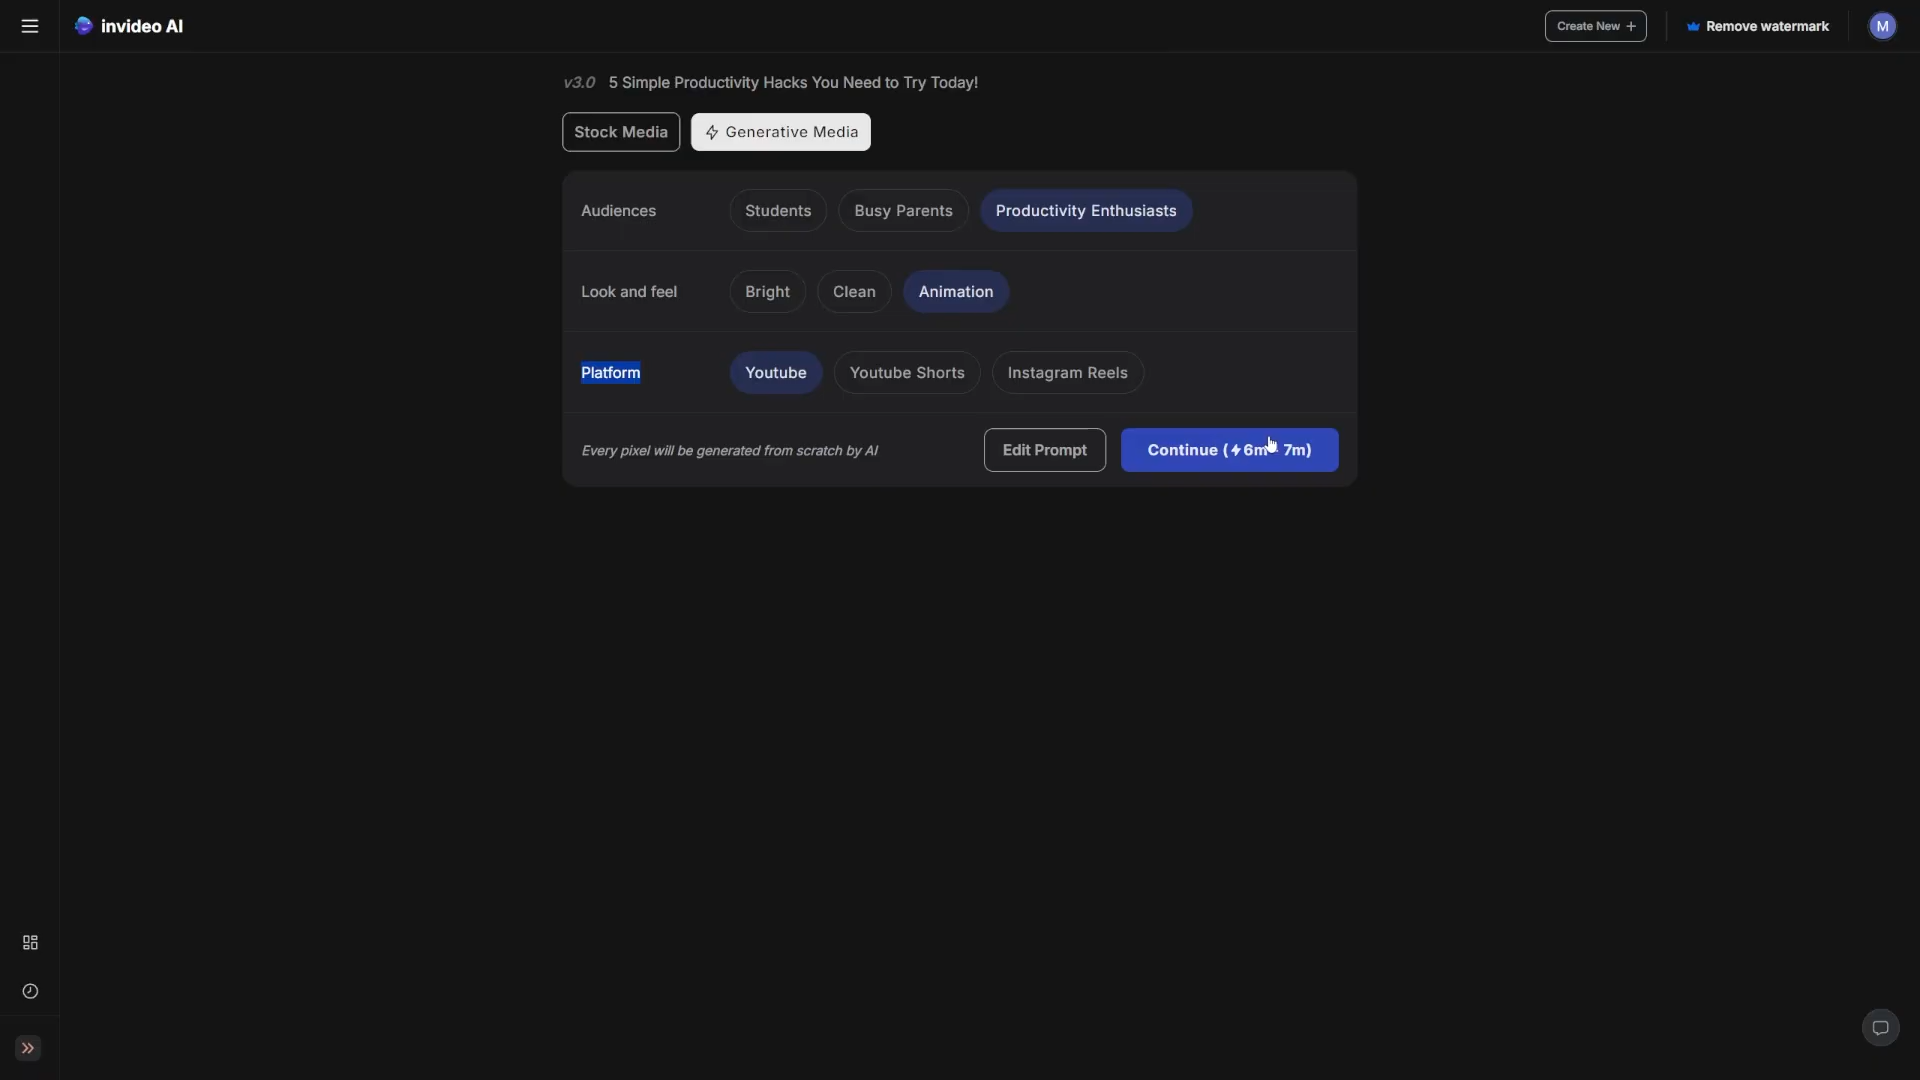 invideo AI
Create New +
Remove watermark
M
v3.0 5 Simple Productivity Hacks You Need to Try Today!
Stock Media
Generative Media
Audiences
Students
Busy Parents
Productivity Enthusiasts
Look and feel
Bright
Clean
Animation
Platform
Youtube
Youtube Shorts
Instagram Reels
Every pixel will be generated from scratch by AI
Edit Prompt
Continue (6m 7m)